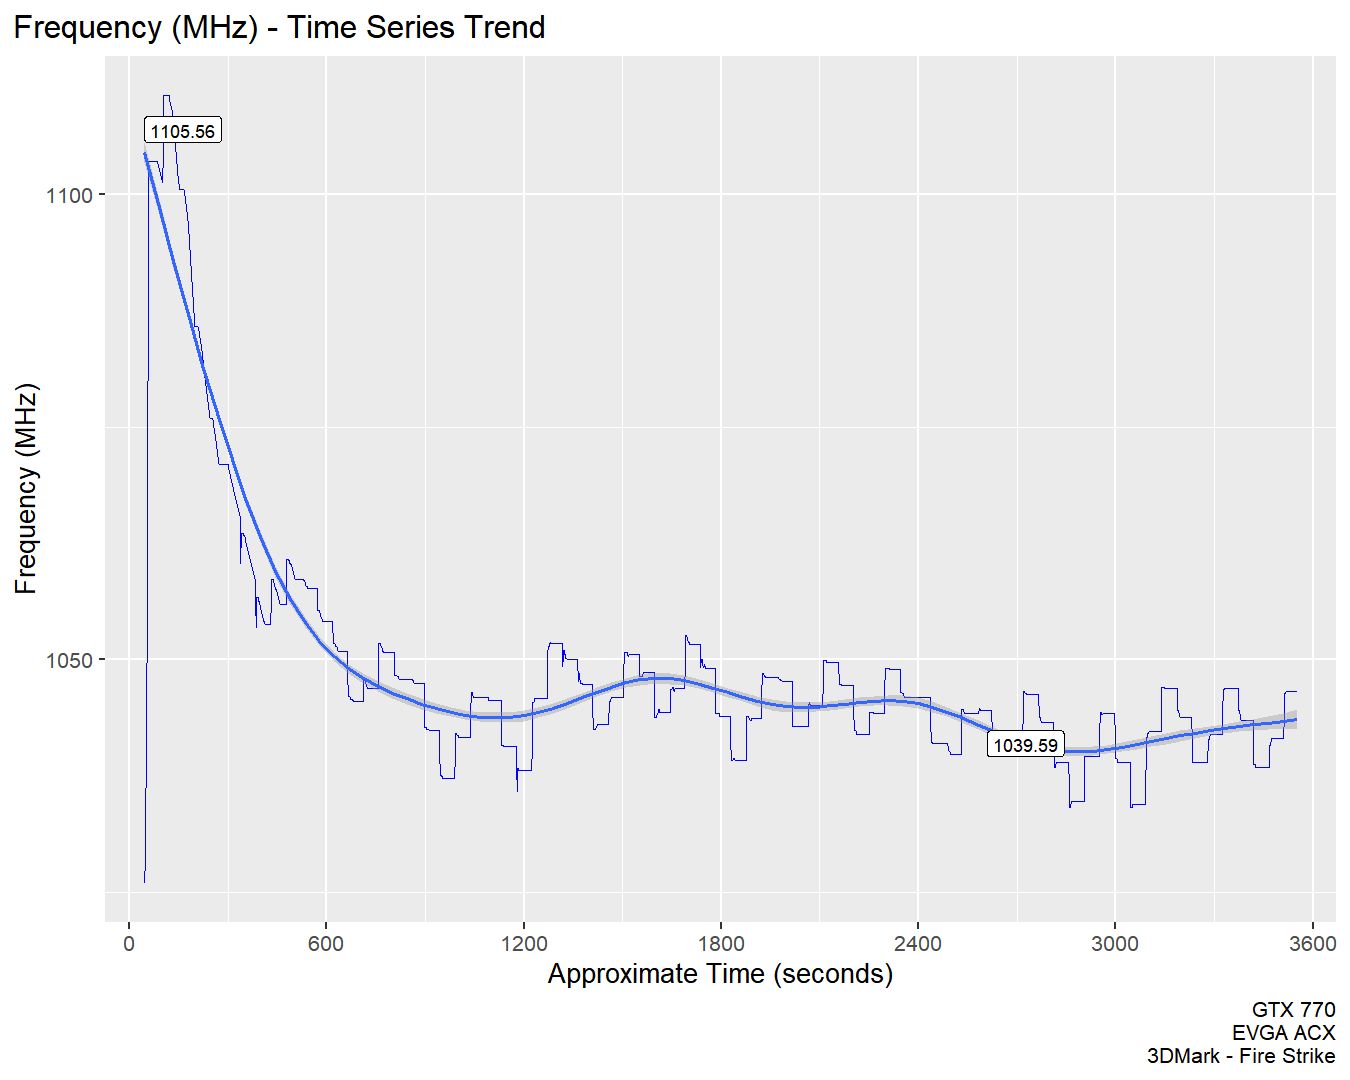 Frequency (MHz) - Time Series Trend
1105.56
1100
Frequency (MHz)
1050
1039.59
0 600 1200 1800 2400 3000 3600
Approximate Time (seconds)
GTX 770
EVGA ACX
3DMark - Fire Strike